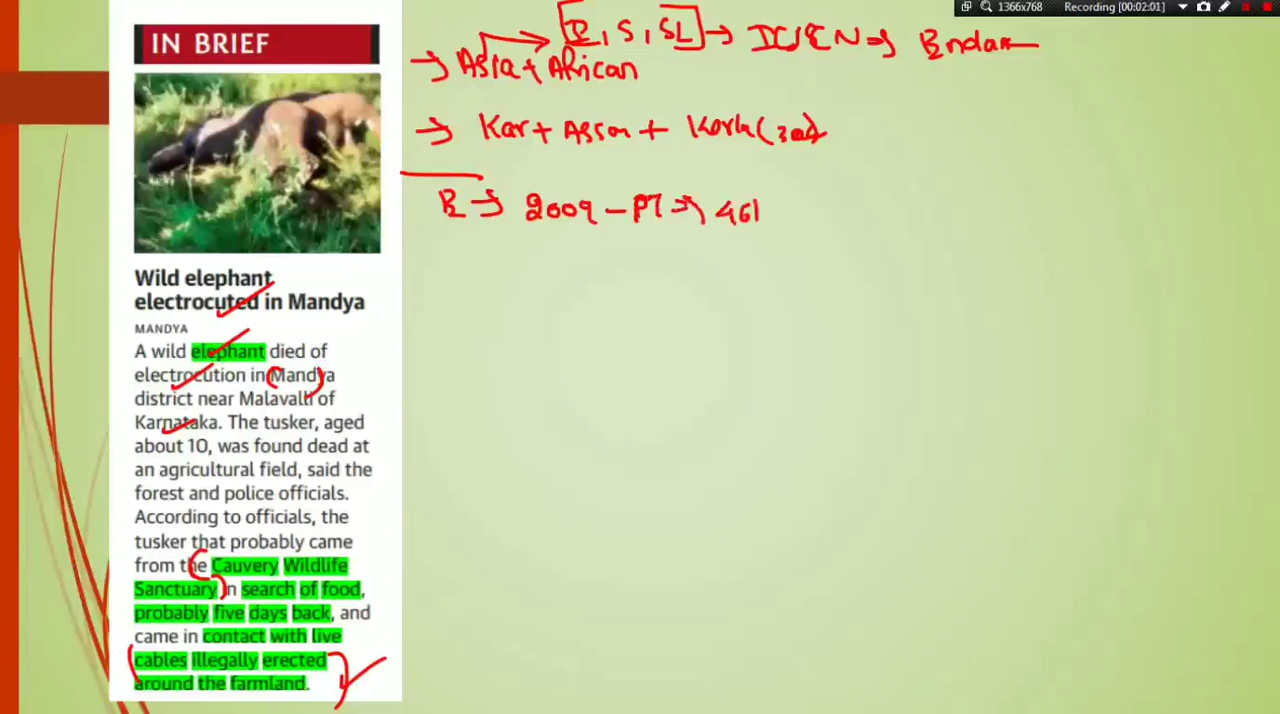 1366x768 Recording [00:02:01]
IN BRIEF
Wild elephant
electrocuted in Mandya
MANDYA
A wild elephant died of
electrocution in Mandya
district near Malavalli of
Karnataka. The tusker, aged
about 10, was found dead at
an agricultural field, said the
forest and police officials.
According to officials, the
tusker that probably came
from the Cauvery Wildlife
Sanctuary in search of food,
probably five days back, and
came in contact with live
cables illegally erected
around the farmland.
, S, SL → IUCN ⇒
→ Asia + African
→ Kar + Assam +
→ 2009 - → 461